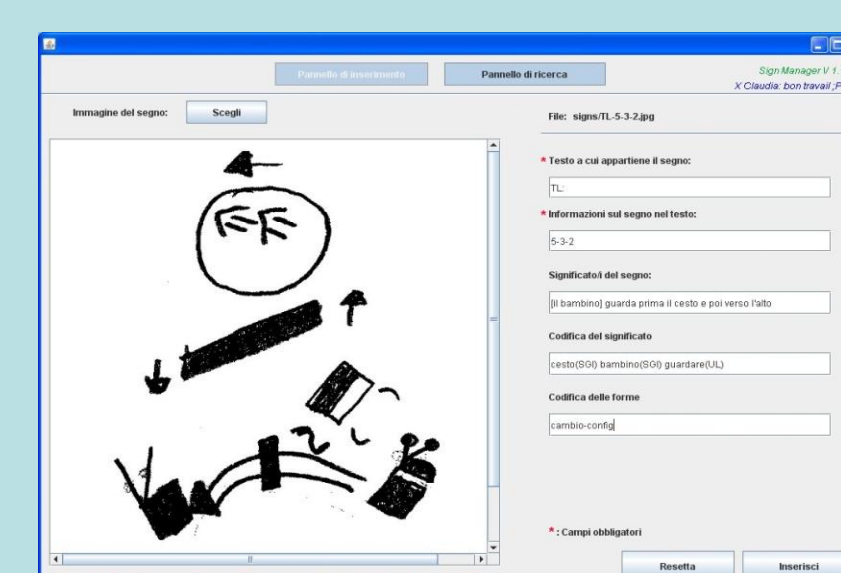 Pannello di inserimento
Pannello di ricerca
Sign Manager V 1.
X Claudia: bon travail ;P
Immagine del segno:
Scegli
File: signs/TL-5-3-2.jpg
* Testo a cui appartiene il segno:
TL:
* Informazioni sul segno nel testo:
5-3-2
Significato/i del segno:
[il bambino] guarda prima il cesto e poi verso l'alto
Codifica del significato
cesto(SGI) bambino(SGI) guardare(UL)
Codifica delle forme
cambio-config
* : Campi obbligatori
Resetta
Inserisci